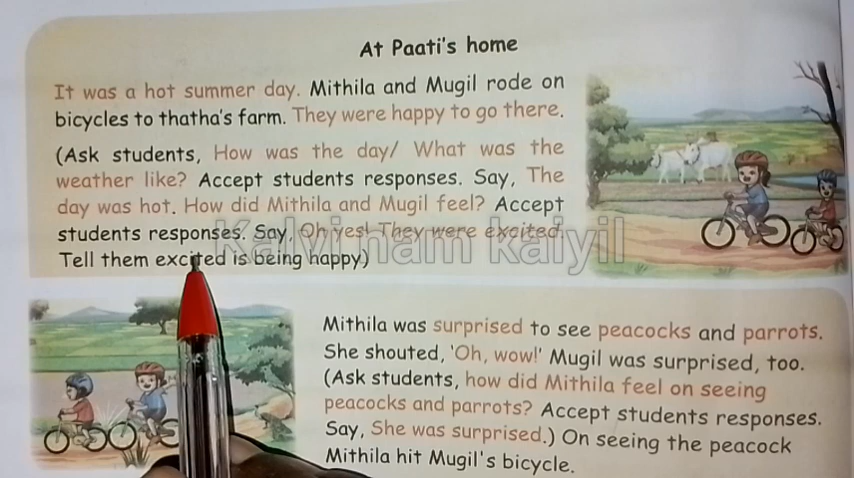 At Paati's home
It was a hot summer day. Mithila and Mugil rode on
bicycles to thatha's farm. They were happy to go there.
(Ask students, How was the day/ What was the
weather like? Accept students responses. Say, The
day was hot. How did Mithila and Mugil feel? Accept
students responses. Say, Oh yes! They were excited.
Kalvi nam kaiyil
Tell them excited is being happy)
Mithila was surprised to see peacocks and parrots.
She shouted, 'Oh, wow!' Mugil was surprised, too.
(Ask students, how did Mithila feel on seeing
peacocks and parrots? Accept students responses.
Say, She was surprised.) On seeing the peacock
Mithila hit Mugil's bicycle.